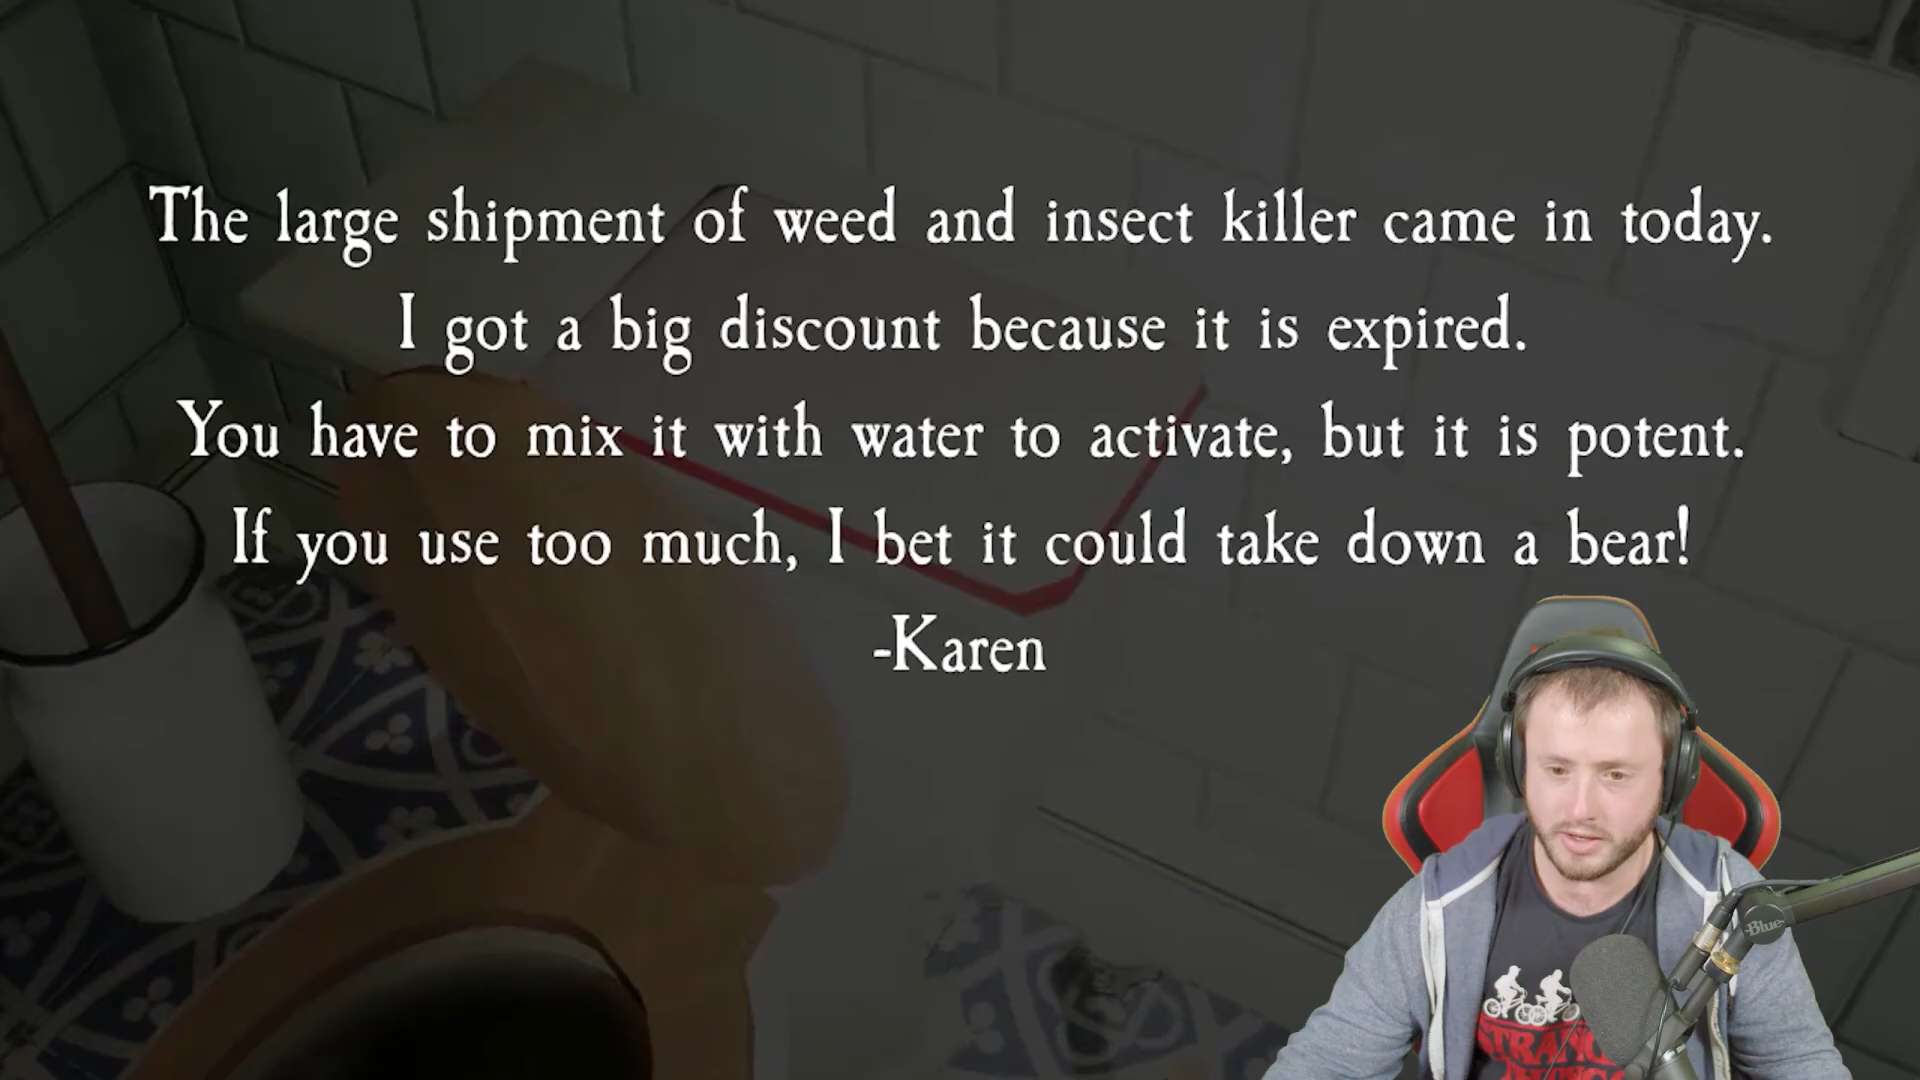 The large shipment of weed and insect killer came in today.
I got a big discount because it is expired.
You have to mix it with water to activate, but it is potent.
If you use too much, I bet it could take down a bear!
-Karen
Blue